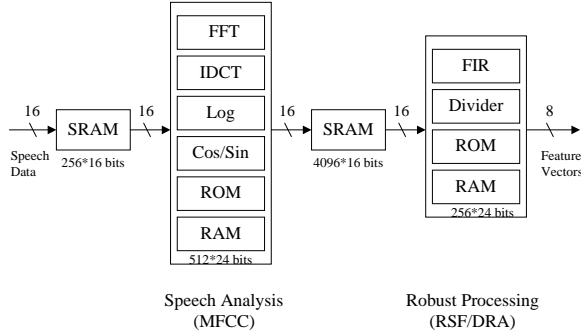 16
Speech
Data
SRAM
256*16 bits
16
FFT
IDCT
Log
Cos/Sin
ROM
RAM
512*24 bits
Speech Analysis
(MFCC)
16
SRAM
4096*16 bits
16
FIR
Divider
ROM
RAM
256*24 bits
Robust Processing
(RSF/DRA)
8
Feature
Vectors